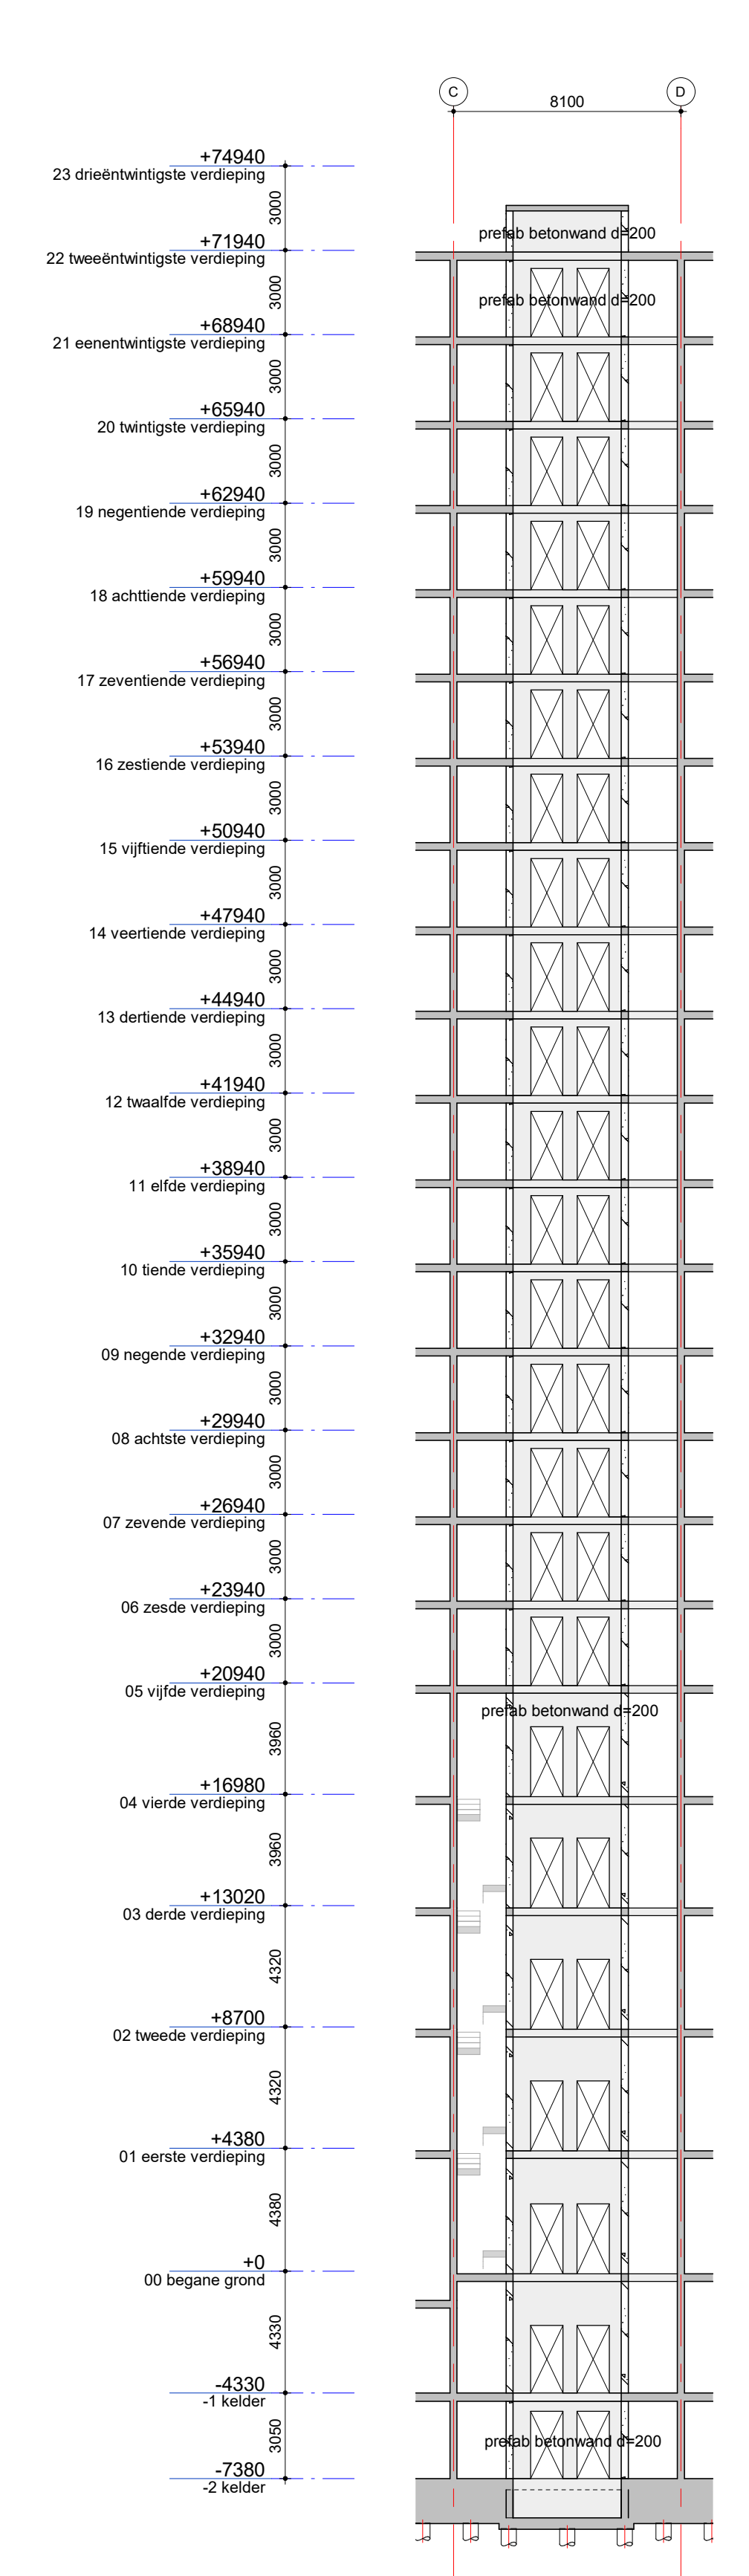 C
D
8100
+74940
23 drieëntwintigste verdieping
3000
prefab betonwand d=200
+71940
22 tweeëntwintigste verdieping
3000
prefab betonwand d=200
+68940
21 eenentwintigste verdieping
3000
+65940
20 twintigste verdieping
3000
+62940
19 negentiende verdieping
3000
+59940
18 achttiende verdieping
3000
+56940
17 zeventiende verdieping
3000
+53940
16 zestiende verdieping
3000
+50940
15 vijftiende verdieping
3000
+47940
14 veertiende verdieping
3000
+44940
13 dertiende verdieping
3000
+41940
12 twaalfde verdieping
3000
+38940
11 elfde verdieping
3000
+35940
10 tiende verdieping
3000
+32940
09 negende verdieping
3000
+29940
08 achtste verdieping
3000
+26940
07 zevende verdieping
3000
+23940
06 zesde verdieping
3000
+20940
05 vijfde verdieping
prefab betonwand d=200
3960
+16980
04 vierde verdieping
3960
+13020
03 derde verdieping
4320
+8700
02 tweede verdieping
4320
+4380
01 eerste verdieping
4380
+0
00 begane grond
4330
-4330
-1 kelder
3050
prefab betonwand d=200
-7380
-2 kelder